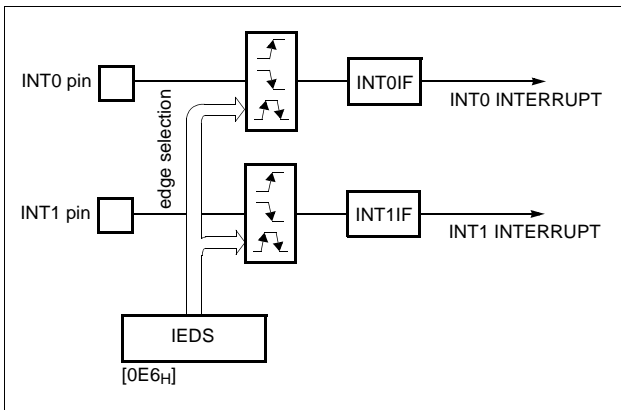 INT0 pin
INT0IF
INT0 INTERRUPT
edge selection
INT1 pin
INT1IF
INT1 INTERRUPT
IEDS
[0E6H]